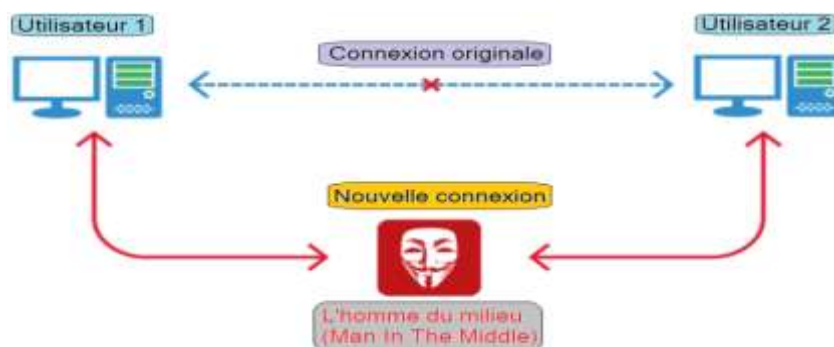 Utilisateur 1
Utilisateur 2
Connexion originale
Nouvelle connexion
L'homme du milieu
(Man In The Middle)